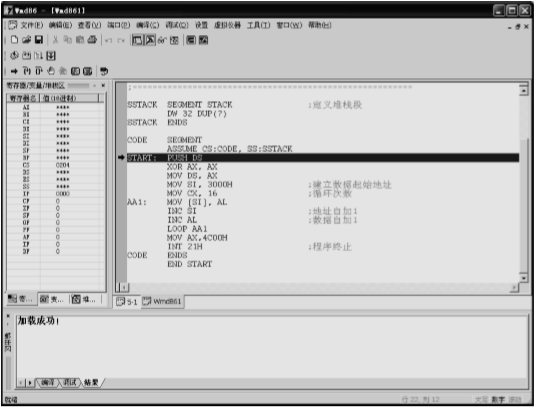 Wmd86 - [Wmd861]
文件(F) 编辑(E) 查看(V) 端口(P) 编译(C) 调试(D) 设置 虚拟仪器 工具(T) 窗口(W) 帮助(H)
寄存器/变量/堆栈区
寄存器名 值(16进制)
AX ****
BX ****
CX ****
DX ****
SI ****
DI ****
BP ****
SP ****
CS 0204
DS ****
ES ****
SS ****
IP 0000
CF 0
ZF 0
SF 0
OF 0
PF 0
AF 0
IF 0
DF 0
;==========
SSTACK SEGMENT STACK ;定义堆栈段
DW 32 DUP(?)
SSTACK ENDS
CODE SEGMENT
ASSUME CS:CODE, SS:SSTACK
START: PUSH DS
XOR AX, AX
MOV DS, AX
MOV SI, 3000H ;建立数据起始地址
MOV CX, 16 ;循环次数
AA1: MOV [SI], AL
INC SI ;地址自加1
INC AL ;数据自加1
LOOP AA1
MOV AX,4C00H
INT 21H ;程序终止
CODE ENDS
END START
寄... 变... 堆...
5-1 Wmd861
加载成功!
编译 调试 结果
就绪 行 22, 列 12 大写 数字 滚动